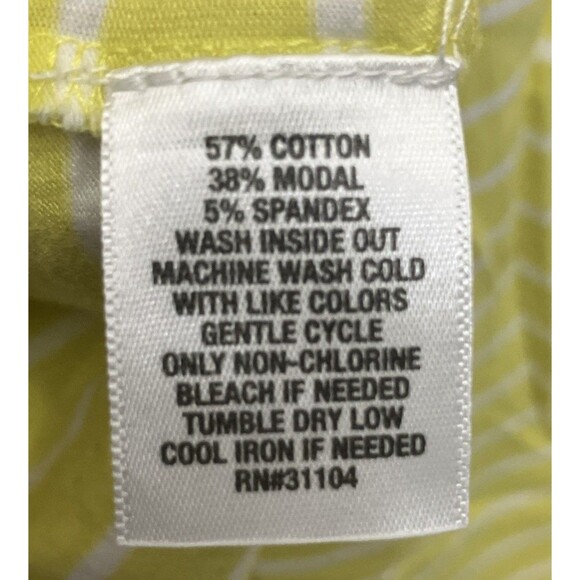 57% COTTON
38% MODAL
5% SPANDEX
WASH INSIDE OUT
MACHINE WASH COLD
WITH LIKE COLORS
GENTLE CYCLE
ONLY NON-CHLORINE
BLEACH IF NEEDED
TUMBLE DRY LOW
COOL IRON IF NEEDED
RN#31104